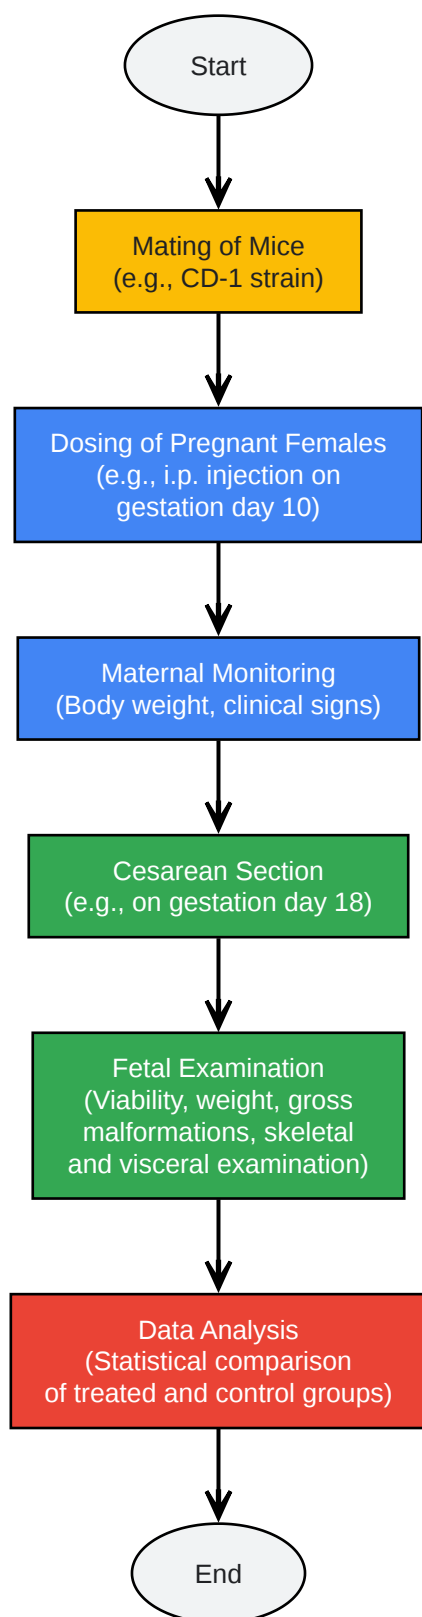 Start
Mating of Mice
(e.g., CD-1 strain)
Dosing of Pregnant Females
(e.g., i.p. injection on
gestation day 10)
Maternal Monitoring
(Body weight, clinical signs)
Cesarean Section
(e.g., on gestation day 18)
Fetal Examination
(Viability, weight, gross
malformations, skeletal
and visceral examination)
Data Analysis
(Statistical comparison
of treated and control groups)
End